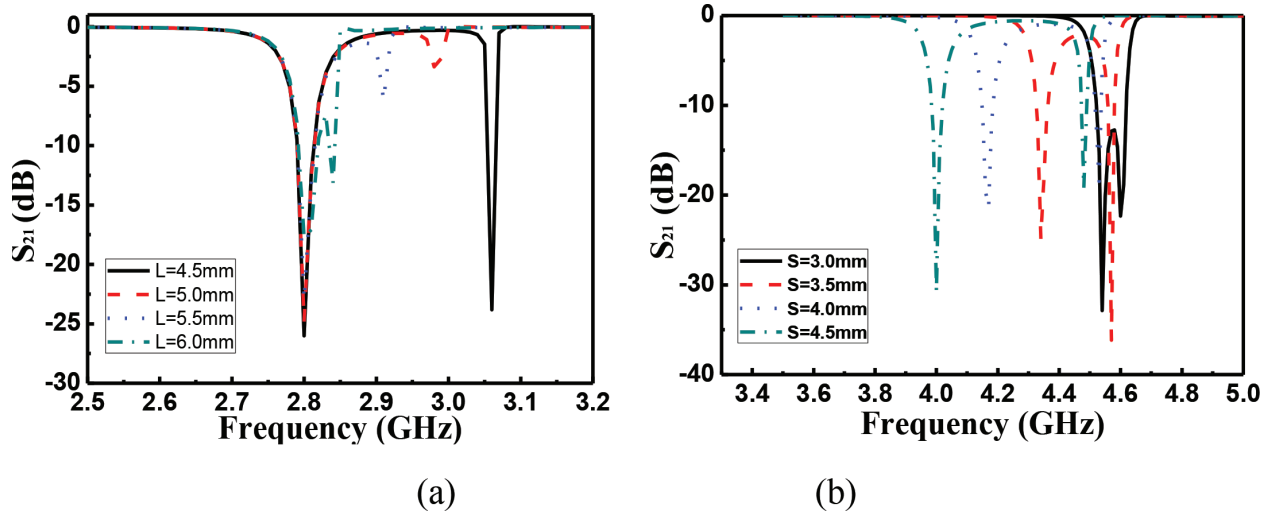 0
-5
-10
-15
-20
-25
-30
S21 (dB)
L=4.5mm
L=5.0mm
L=5.5mm
L=6.0mm
2.5 2.6 2.7 2.8 2.9 3.0 3.1 3.2
Frequency (GHz)
(a)
0
-10
-20
-30
-40
S21 (dB)
S=3.0mm
S=3.5mm
S=4.0mm
S=4.5mm
3.4 3.6 3.8 4.0 4.2 4.4 4.6 4.8 5.0
Frequency (GHz)
(b)